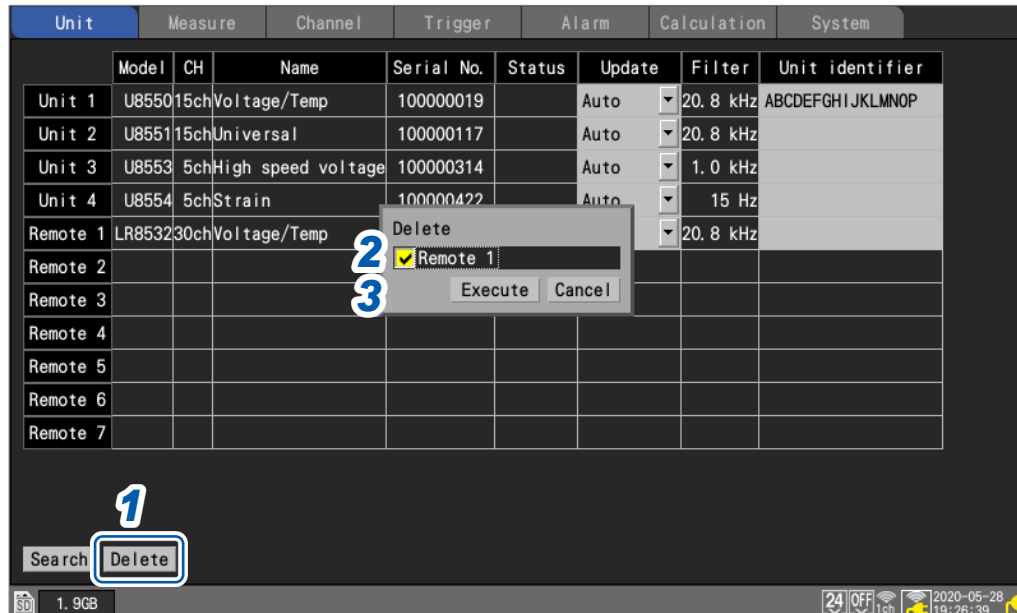 Unit Measure Channel Trigger Alarm Calculation System
Model CH Name Serial No. Status Update Filter Unit identifier
Unit 1 U8550 15ch Voltage/Temp 100000019 Auto 20.8 kHz ABCDEFGHIJKLMNOP
Unit 2 U8551 15ch Universal 100000117 Auto 20.8 kHz
Unit 3 U8553 5ch High speed voltage 100000314 Auto 1.0 kHz
Unit 4 U8554 5ch Strain 100000422 Auto 15 Hz
Remote 1 LR8532 30ch Voltage/Temp 20.8 kHz
Delete
2 Remote 1
3 Execute Cancel
Remote 2
Remote 3
Remote 4
Remote 5
Remote 6
Remote 7
1
Search Delete
SD 1.9GB 24 OFF 1ch 2020-05-28
19:26:39